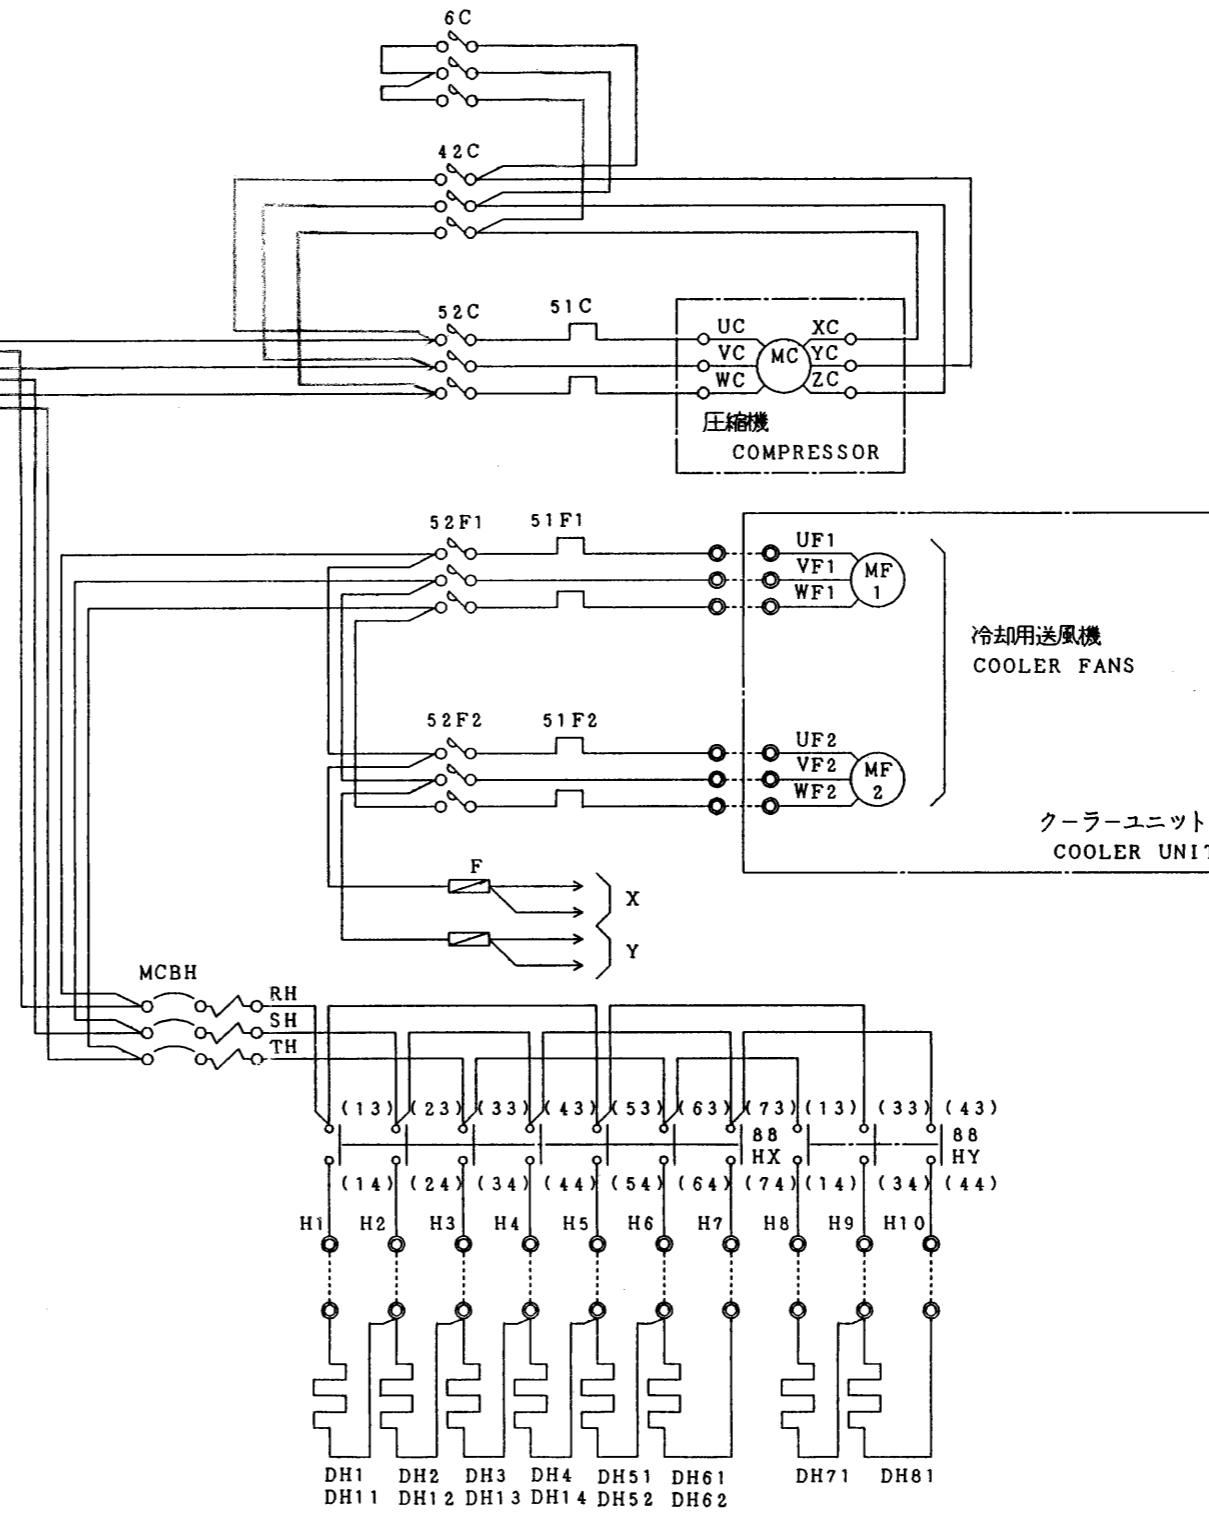 6C
42C
52C
51C
UC
XC
VC
MC
YC
WC
ZC
圧縮機
COMPRESSOR
52F1
51F1
UF1
VF1
WF1
MF
1
冷却用送風機
COOLER FANS
52F2
51F2
UF2
VF2
WF2
MF
2
クーラーユニット
COOLER UNIT
F
X
Y
MCBH
RH
SH
TH
(13) (23) (33) (43) (53) (63) (73) (13) (33) (43)
88
HX
88
HY
(14) (24) (34) (44) (54) (64) (74) (14) (34) (44)
H1 H2 H3 H4 H5 H6 H7 H8 H9 H10
DH1 DH2 DH3 DH4 DH51 DH61 DH71 DH81
DH11 DH12 DH13 DH14 DH52 DH62